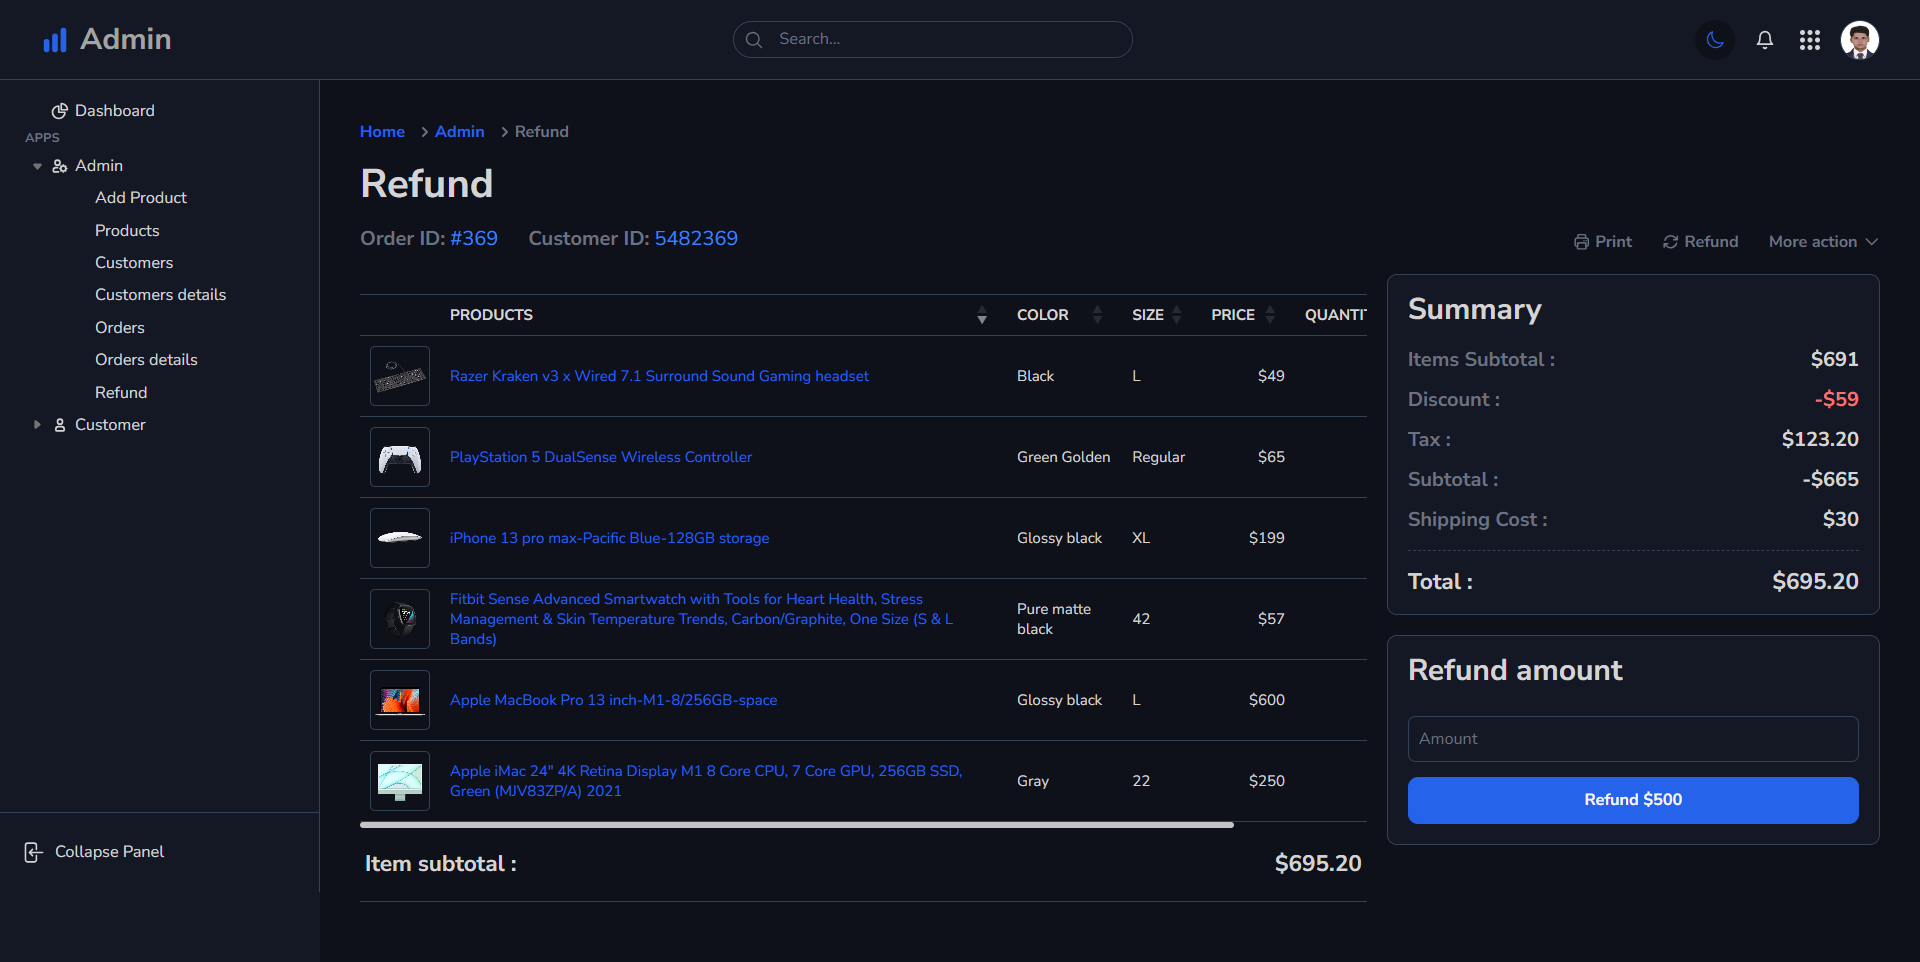 Admin
Search...
Dashboard
APPS
Admin
Add Product
Products
Customers
Customers details
Orders
Orders details
Refund
Customer
Collapse Panel
Home > Admin > Refund
Refund
Order ID: #369 Customer ID: 5482369
Print Refund More action
PRODUCTS COLOR SIZE PRICE QUANTIT
Razer Kraken v3 x Wired 7.1 Surround Sound Gaming headset Black L $49
PlayStation 5 DualSense Wireless Controller Green Golden Regular $65
iPhone 13 pro max-Pacific Blue-128GB storage Glossy black XL $199
Fitbit Sense Advanced Smartwatch with Tools for Heart Health, Stress
Management & Skin Temperature Trends, Carbon/Graphite, One Size (S & L
Bands)
Pure matte
black
42 $57
Apple MacBook Pro 13 inch-M1-8/256GB-space Glossy black L $600
Apple iMac 24" 4K Retina Display M1 8 Core CPU, 7 Core GPU, 256GB SSD,
Green (MJV83ZP/A) 2021
Gray 22 $250
Item subtotal : $695.20
Summary
Items Subtotal : $691
Discount : -$59
Tax : $123.20
Subtotal : -$665
Shipping Cost : $30
Total : $695.20
Refund amount
Amount
Refund $500